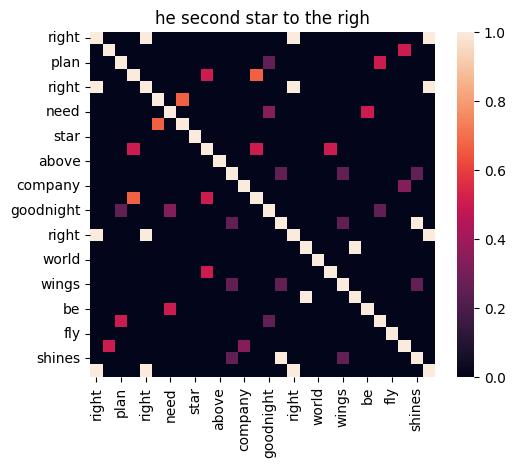 he second star to the righ
right
plan
right
need
star
above
company
goodnight
right
world
wings
be
fly
shines
right
plan
right
need
star
above
company
goodnight
right
world
wings
be
fly
shines
1.0
0.8
0.6
0.4
0.2
0.0